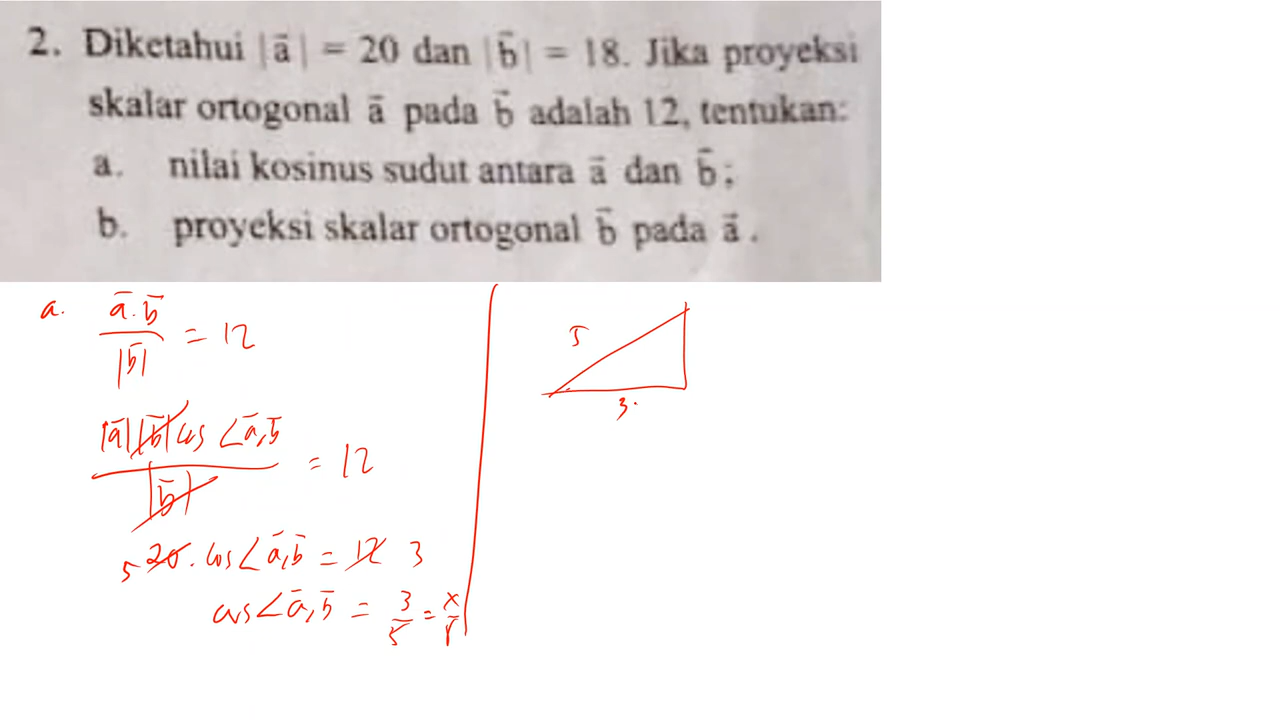 2. Diketahui |a̅| = 20 dan |b̅| = 18. Jika proyeksi
skalar ortogonal a̅ pada b̅ adalah 12, tentukan:
a. nilai kosinus sudut antara a̅ dan b̅;
b. proyeksi skalar ortogonal b̅ pada a̅.
a. a̅.b̅ / |b̅| = 12
|a̅||b̅| cos ∠a̅,b̅ / |b̅| = 12
5 20. cos∠a̅,b̅ = 12 3
cos∠a̅,b̅ = 3/5 = x/r
5
3.